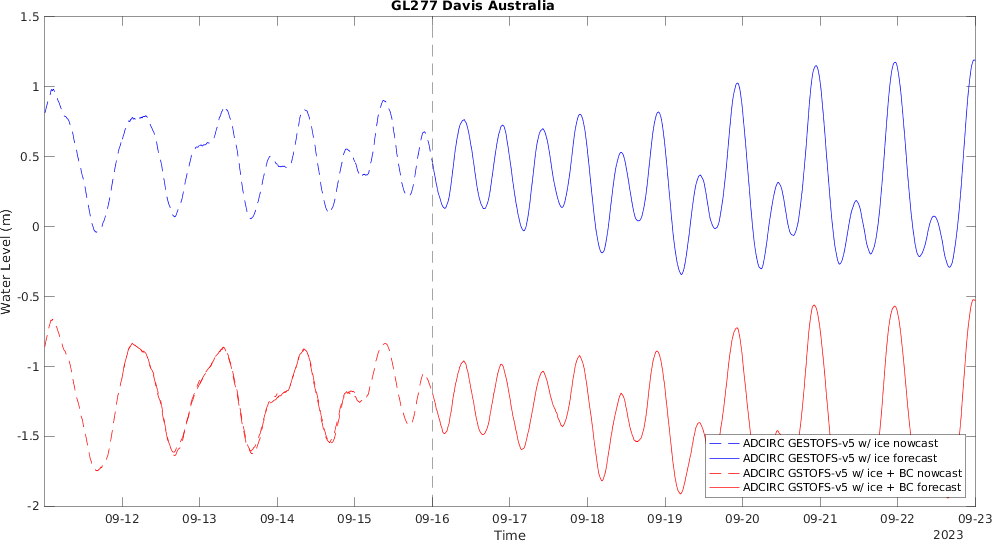 GL277 Davis Australia
1.5
1
0.5
0
-0.5
-1
-1.5
-2
Water Level (m)
ADCIRC GESTOFS-v5 w/ ice nowcast
ADCIRC GESTOFS-v5 w/ ice forecast
ADCIRC GSTOFS-v5 w/ ice + BC nowcast
ADCIRC GSTOFS-v5 w/ ice + BC forecast
09-12 09-13 09-14 09-15 09-16 09-17 09-18 09-19 09-20 09-21 09-22 09-23
Time
2023